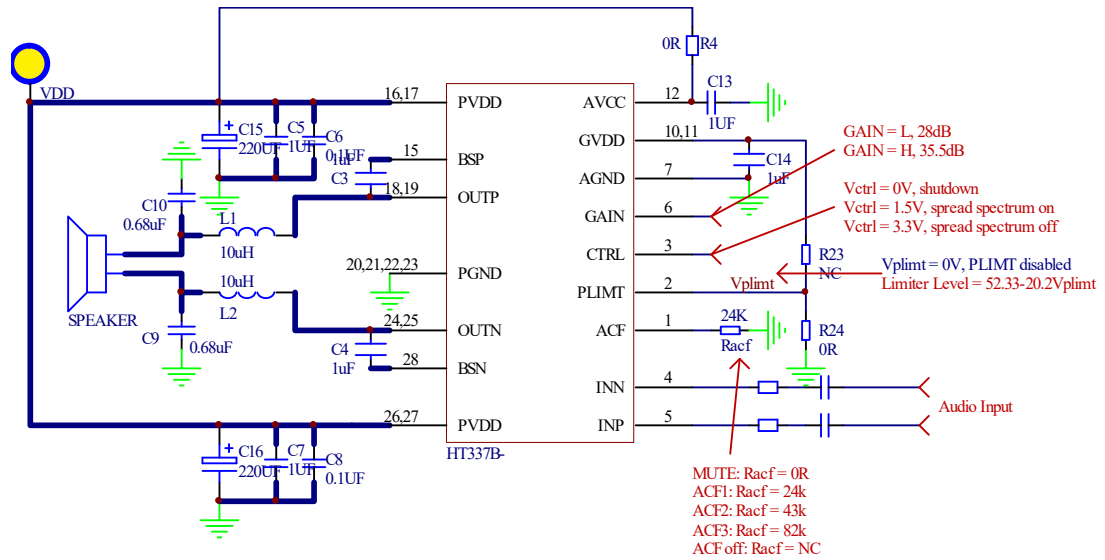 0R
R4
VDD
16,17
PVDD
AVCC
12
C13
1UF
C15
220UF
C5
1UF
C6
0.1UF
15
BSP
1uF
C3
GVDD
10,11
C14
1uF
GAIN = L, 28dB
GAIN = H, 35.5dB
18,19
OUTP
AGND
7
C10
0.68uF
L1
10uH
GAIN
6
Vctrl = 0V, shutdown
Vctrl = 1.5V, spread spectrum on
Vctrl = 3.3V, spread spectrum off
CTRL
3
R23
NC
20,21,22,23
PGND
10uH
L2
PLIMT
2
Vplimt
Vplimt = 0V, PLIMT disabled
Limiter Level = 52.33-20.2Vplimt
SPEAKER
C9
0.68uF
24,25
OUTN
ACF
1
24K
Racf
R24
0R
C4
1uF
28
BSN
INN
4
Audio Input
INP
5
26,27
PVDD
HT337B-
C16
220UF
C7
1UF
C8
0.1UF
MUTE: Racf = 0R
ACF1: Racf = 24k
ACF2: Racf = 43k
ACF3: Racf = 82k
ACF off: Racf = NC